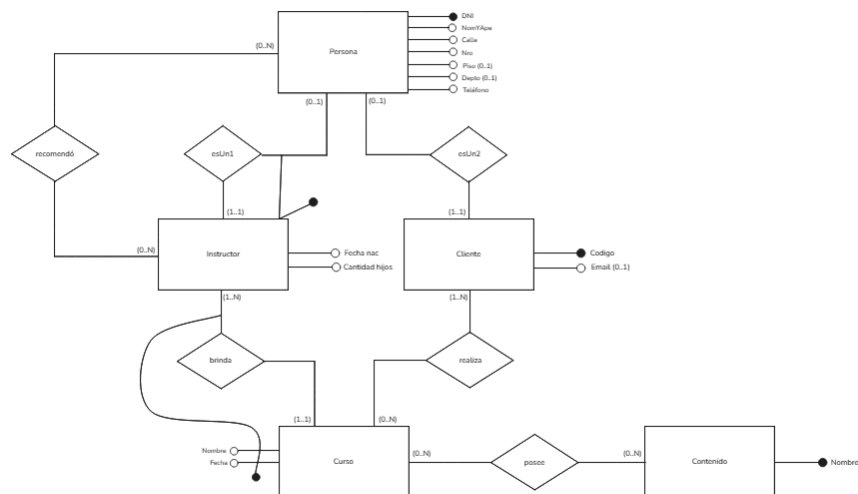 DNI
NomYApe
Calle
Nro
Piso (0..1)
Depto (0..1)
Teléfono
Persona
(0..N)
(0..1)
(0..1)
recomendó
esUn1
esUn2
(1..1)
(1..1)
(0..N)
Instructor
Fecha nac
Cantidad hijos
Cliente
Codigo
Email (0..1)
(1..N)
(1..N)
brinda
realiza
(1..1)
(0..N)
Nombre
Fecha
Curso
(0..N)
posee
(0..N)
Contenido
Nombre